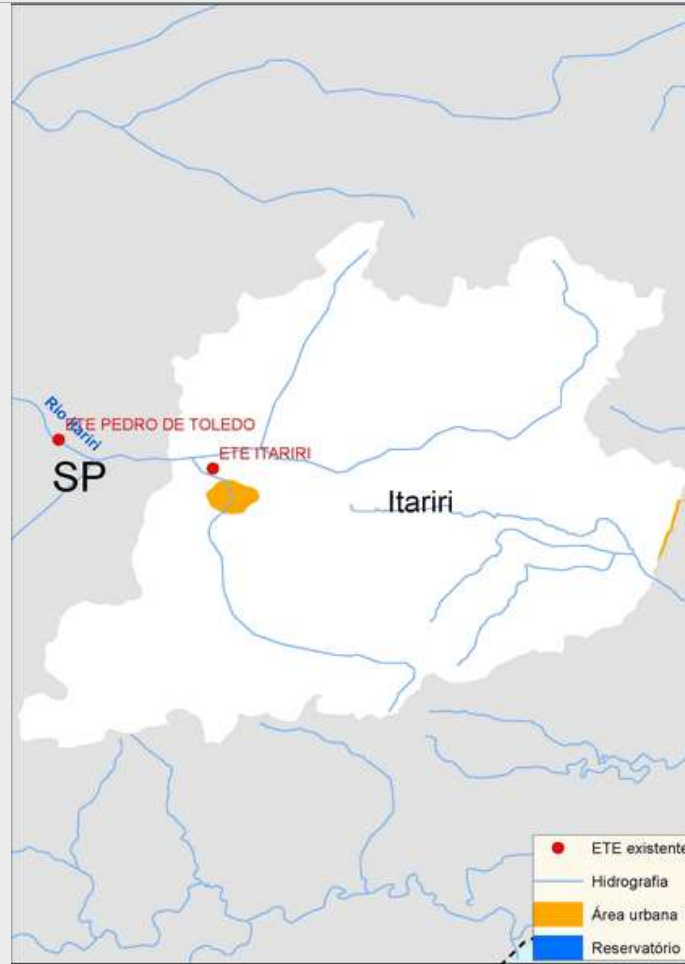 Rio Itariri
ETE PEDRO DE TOLEDO
ETE ITARIRI
SP
Itariri
ETE existente
Hidrografia
Área urbana
Reservatório